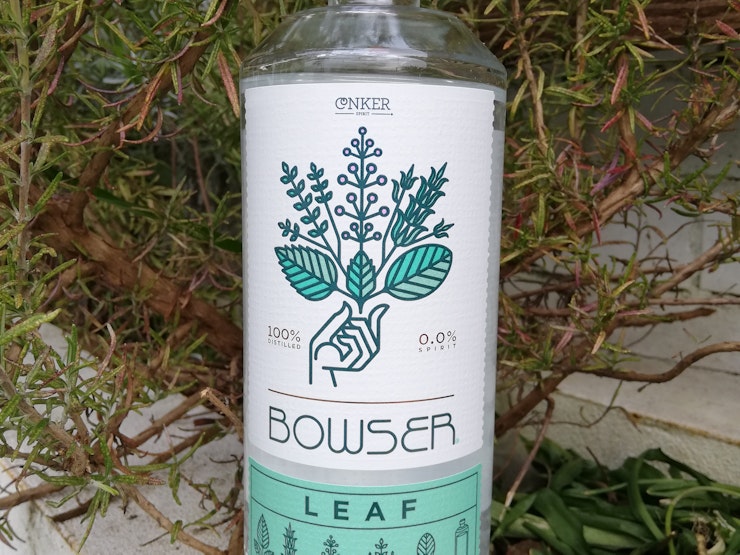 CONKER
SPIRIT
100%
DISTILLED
0.0%
SPIRIT
BOWSER
LEAF